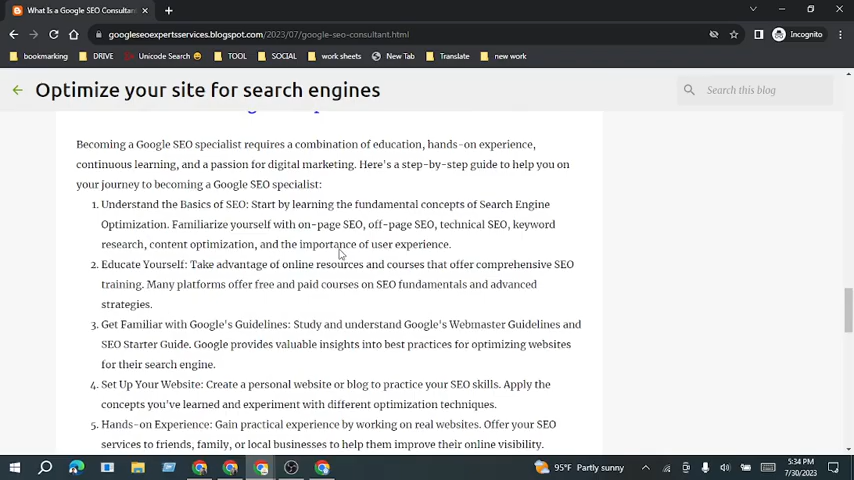 What Is a Google SEO Consultan
googleseoexpertsservices.blogspot.com/2023/07/google-seo-consultant.html
Incognito
bookmarking
DRIVE
Unicode Search
TOOL
SOCIAL
work sheets
New Tab
Translate
new work
Optimize your site for search engines
Search this blog
Becoming a Google SEO specialist requires a combination of education, hands-on experience,
continuous learning, and a passion for digital marketing. Here's a step-by-step guide to help you on
your journey to becoming a Google SEO specialist:
1. Understand the Basics of SEO: Start by learning the fundamental concepts of Search Engine
Optimization. Familiarize yourself with on-page SEO, off-page SEO, technical SEO, keyword
research, content optimization, and the importance of user experience.
2. Educate Yourself: Take advantage of online resources and courses that offer comprehensive SEO
training. Many platforms offer free and paid courses on SEO fundamentals and advanced
strategies.
3. Get Familiar with Google's Guidelines: Study and understand Google's Webmaster Guidelines and
SEO Starter Guide. Google provides valuable insights into best practices for optimizing websites
for their search engine.
4. Set Up Your Website: Create a personal website or blog to practice your SEO skills. Apply the
concepts you've learned and experiment with different optimization techniques.
5. Hands-on Experience: Gain practical experience by working on real websites. Offer your SEO
services to friends, family, or local businesses to help them improve their online visibility.
95°F Partly sunny
5:34 PM
7/30/2023